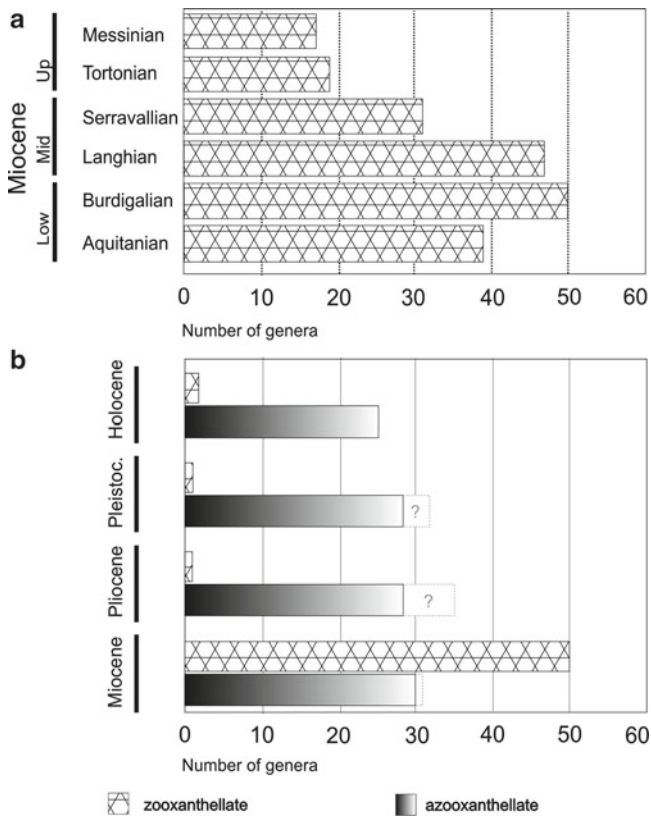 a
Miocene
Up
Mid
Low
Messinian
Tortonian
Serravallian
Langhian
Burdigalian
Aquitanian
0 10 20 30 40 50 60
Number of genera
b
Holocene
Pleistoc.
?
Pliocene
?
Miocene
0 10 20 30 40 50 60
Number of genera
zooxanthellate
azooxanthellate